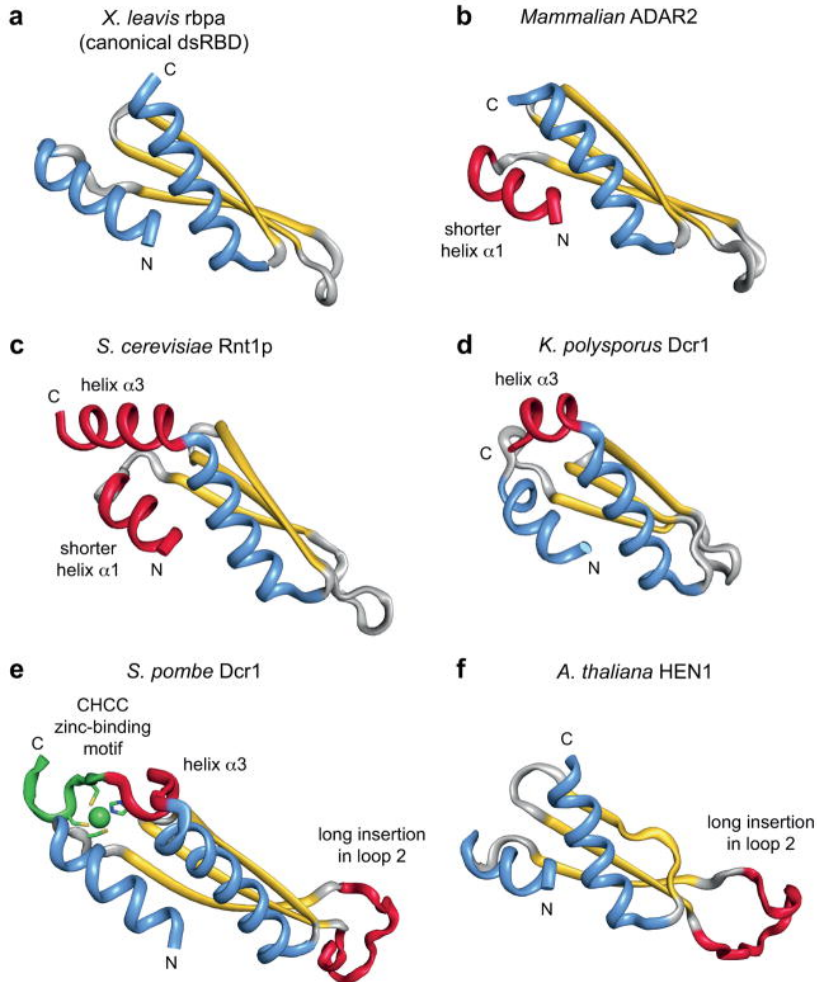 a
X. leavis rbpa
(canonical dsRBD)
C
N
b
Mammalian ADAR2
C
shorter
helix α1
N
c
S. cerevisiae Rnt1p
helix α3
C
shorter
helix α1
N
d
K. polysporus Dcr1
helix α3
C
N
e
S. pombe Dcr1
CHCC
zinc-binding
motif
C
helix α3
long insertion
in loop 2
N
f
A. thaliana HEN1
C
long insertion
in loop 2
N